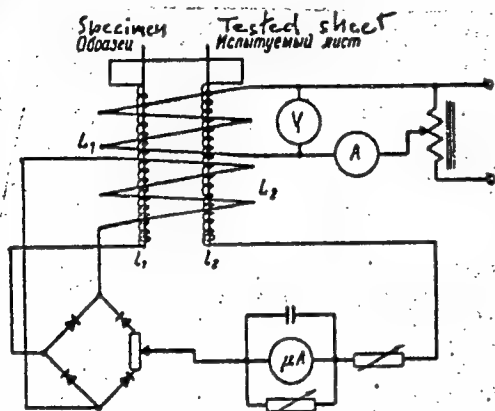 Specimen Tested sheet
Образец Испытуемый лист
V
A
L₁
L₂
L₁ L₂
μA